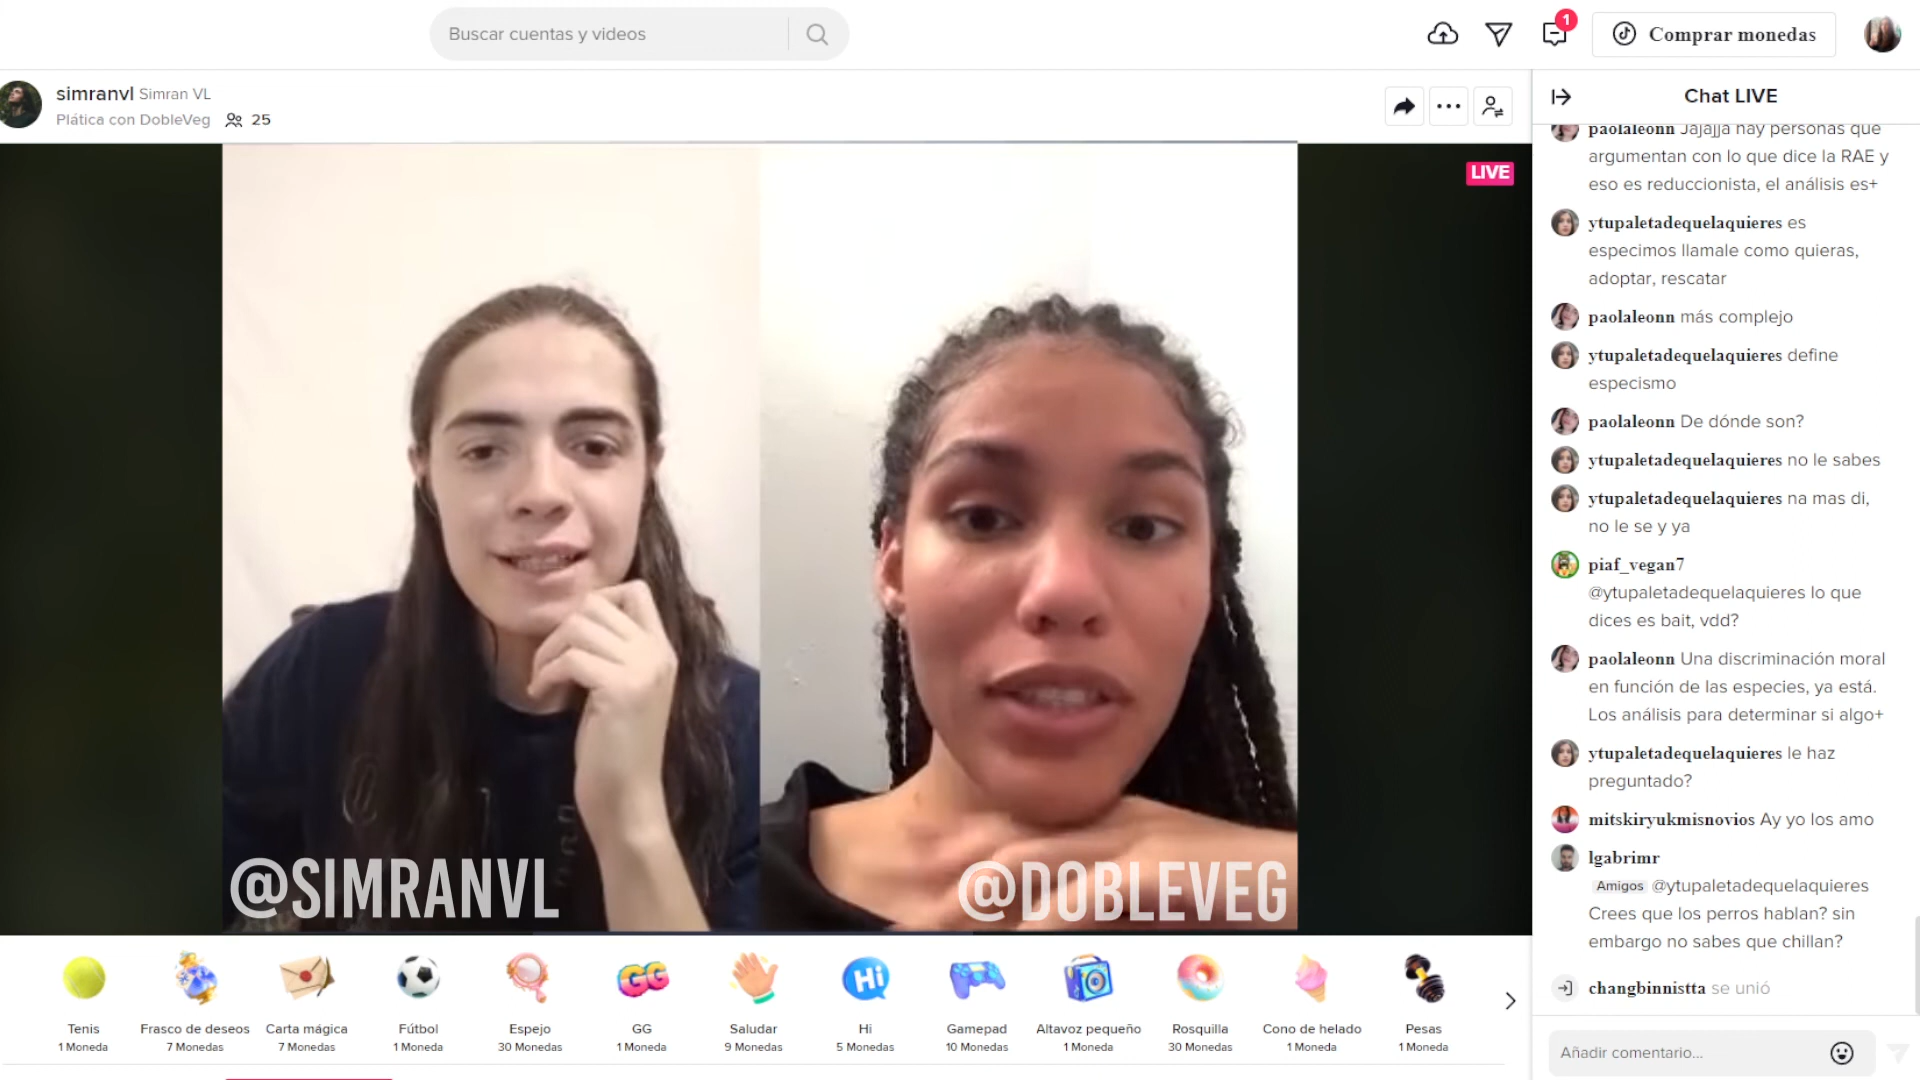 Buscar cuentas y videos
1
Comprar monedas
simranvl Simran VL
Plática con DobleVeg 25
LIVE
@SIMRANVL
@DOBLEVEG
Chat LIVE
paolaleonn Jajajja hay personas que
argumentan con lo que dice la RAE y
eso es reduccionista, el análisis es+
ytupaletadequelaquieres es
especimos llamale como quieras,
adoptar, rescatar
paolaleonn más complejo
ytupaletadequelaquieres define
especismo
paolaleonn De dónde son?
ytupaletadequelaquieres no le sabes
ytupaletadequelaquieres na mas di,
no le se y ya
piaf_vegan7
@ytupaletadequelaquieres lo que
dices es bait, vdd?
paolaleonn Una discriminación moral
en función de las especies, ya está.
Los análisis para determinar si algo+
ytupaletadequelaquieres le haz
preguntado?
mitskiryukmisnovios Ay yo los amo
lgabrimr
Amigos @ytupaletadequelaquieres
Crees que los perros hablan? sin
embargo no sabes que chillan?
changbinnistta se unió
Añadir comentario...
GG
Hi
Tenis
1 Moneda
Frasco de deseos
7 Monedas
Carta mágica
7 Monedas
Fútbol
1 Moneda
Espejo
30 Monedas
GG
1 Moneda
Saludar
9 Monedas
Hi
5 Monedas
Gamepad
10 Monedas
Altavoz pequeño
1 Moneda
Rosquilla
30 Monedas
Cono de helado
1 Moneda
Pesas
1 Moneda